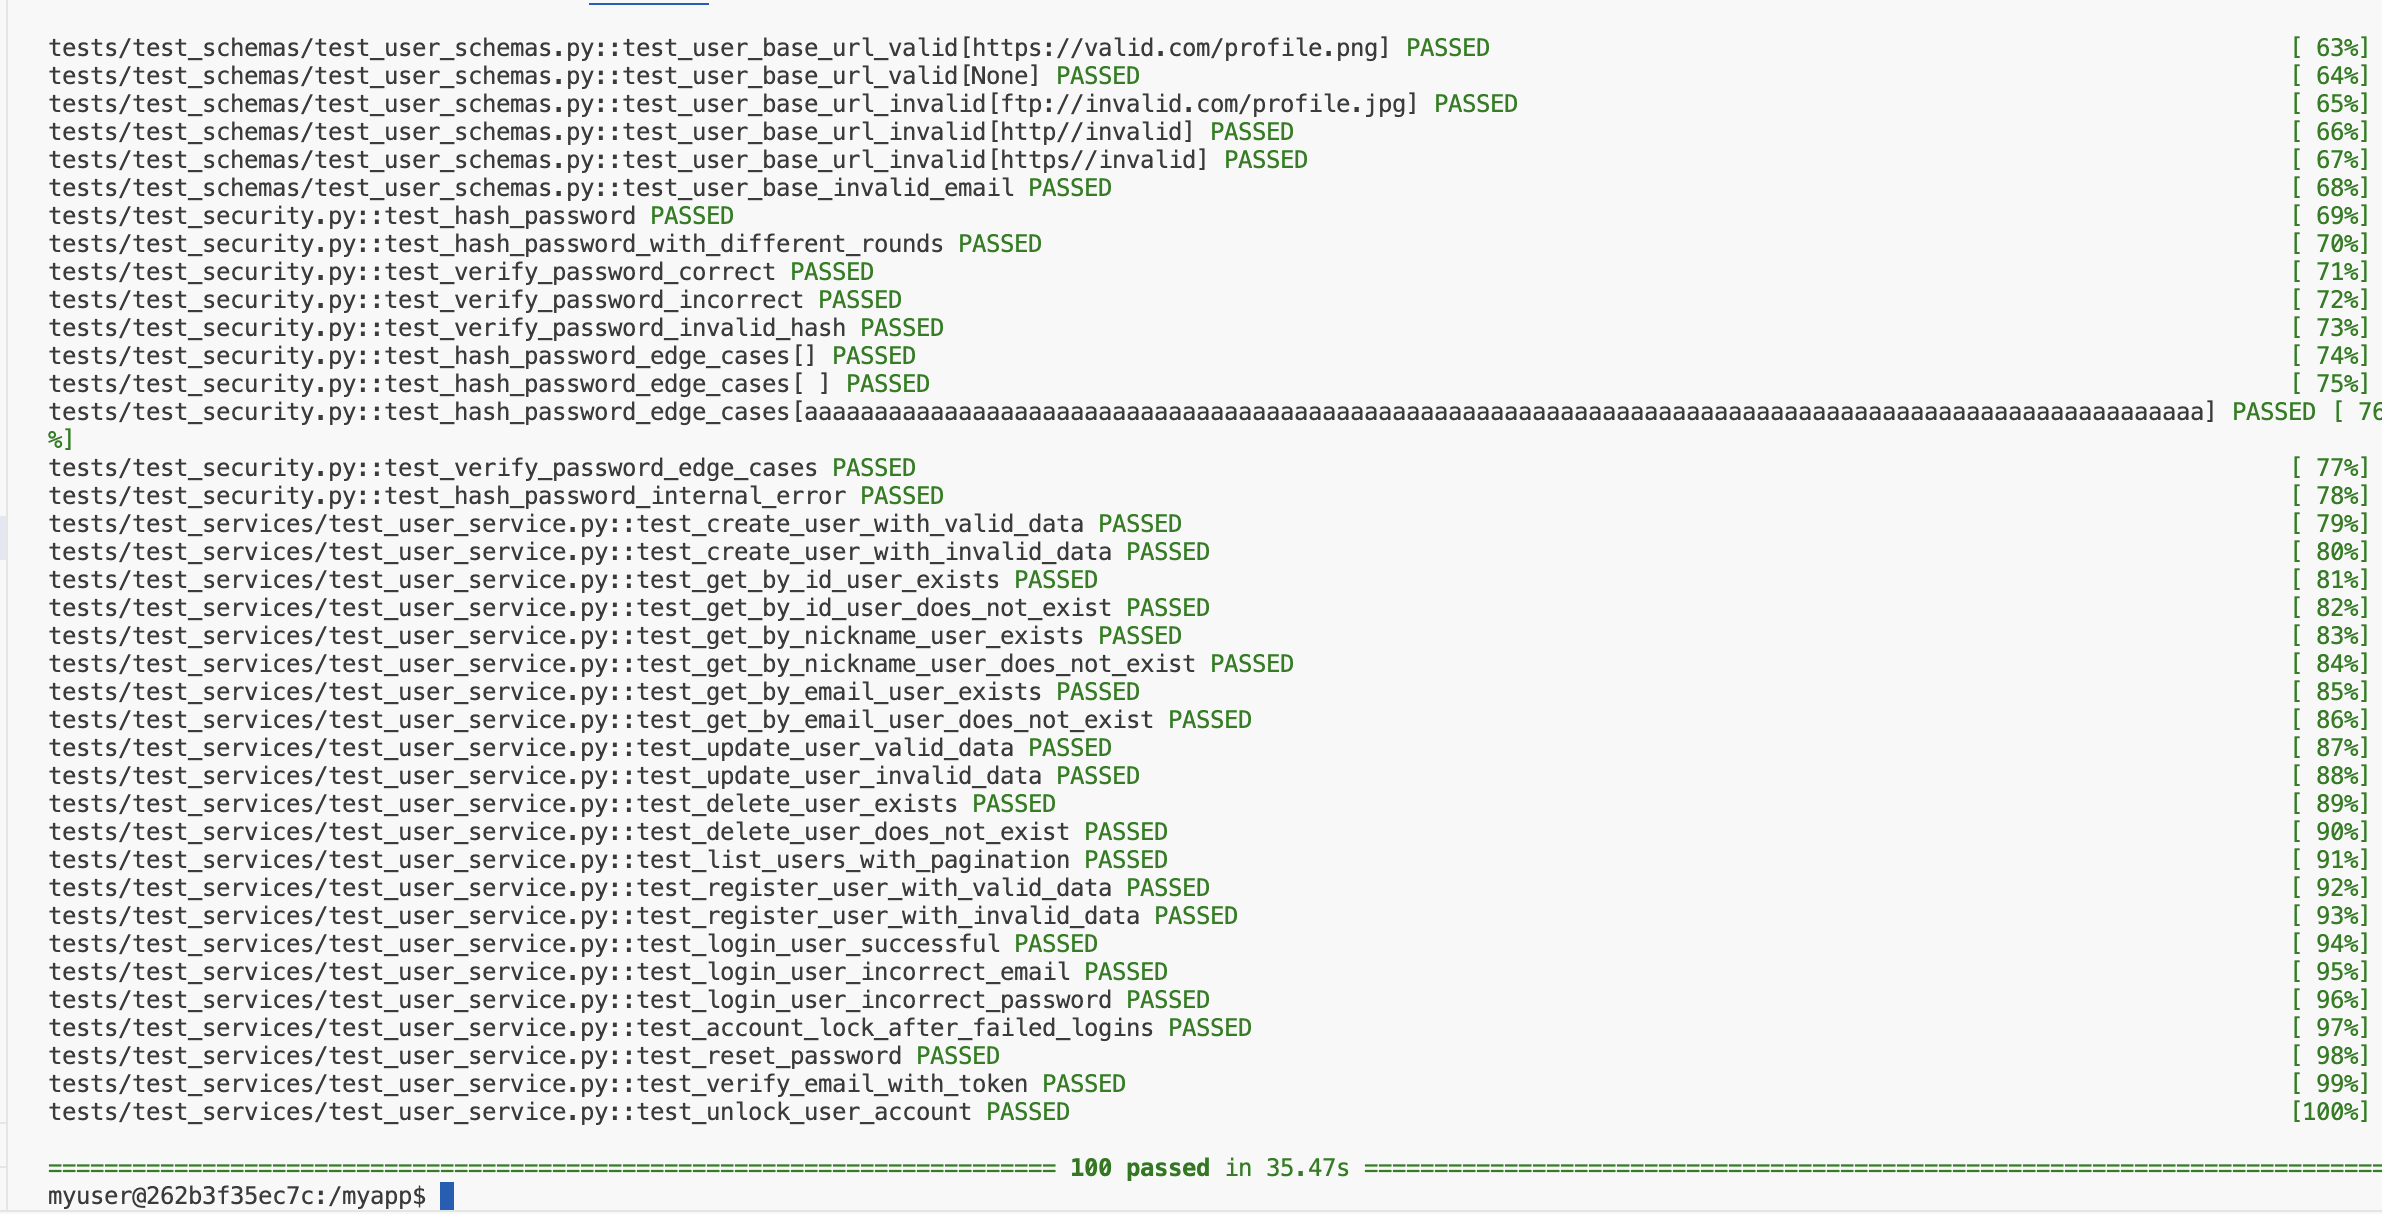 tests/test_schemas/test_user_schemas.py::test_user_base_url_valid[https://valid.com/profile.png] PASSED [ 63%]
tests/test_schemas/test_user_schemas.py::test_user_base_url_valid[None] PASSED [ 64%]
tests/test_schemas/test_user_schemas.py::test_user_base_url_invalid[ftp://invalid.com/profile.jpg] PASSED [ 65%]
tests/test_schemas/test_user_schemas.py::test_user_base_url_invalid[http//invalid] PASSED [ 66%]
tests/test_schemas/test_user_schemas.py::test_user_base_url_invalid[https//invalid] PASSED [ 67%]
tests/test_schemas/test_user_schemas.py::test_user_base_invalid_email PASSED [ 68%]
tests/test_security.py::test_hash_password PASSED [ 69%]
tests/test_security.py::test_hash_password_with_different_rounds PASSED [ 70%]
tests/test_security.py::test_verify_password_correct PASSED [ 71%]
tests/test_security.py::test_verify_password_incorrect PASSED [ 72%]
tests/test_security.py::test_verify_password_invalid_hash PASSED [ 73%]
tests/test_security.py::test_hash_password_edge_cases[] PASSED [ 74%]
tests/test_security.py::test_hash_password_edge_cases[ ] PASSED [ 75%]
tests/test_security.py::test_hash_password_edge_cases[aaaaaaaaaaaaaaaaaaaaaaaaaaaaaaaaaaaaaaaaaaaaaaaaaaaaaaaaaaaaaaaaaaaaaaaaaaaaaaaaaaaaaaaaaaaaaaaaaaaa] PASSED [ 76
%]
tests/test_security.py::test_verify_password_edge_cases PASSED [ 77%]
tests/test_security.py::test_hash_password_internal_error PASSED [ 78%]
tests/test_services/test_user_service.py::test_create_user_with_valid_data PASSED [ 79%]
tests/test_services/test_user_service.py::test_create_user_with_invalid_data PASSED [ 80%]
tests/test_services/test_user_service.py::test_get_by_id_user_exists PASSED [ 81%]
tests/test_services/test_user_service.py::test_get_by_id_user_does_not_exist PASSED [ 82%]
tests/test_services/test_user_service.py::test_get_by_nickname_user_exists PASSED [ 83%]
tests/test_services/test_user_service.py::test_get_by_nickname_user_does_not_exist PASSED [ 84%]
tests/test_services/test_user_service.py::test_get_by_email_user_exists PASSED [ 85%]
tests/test_services/test_user_service.py::test_get_by_email_user_does_not_exist PASSED [ 86%]
tests/test_services/test_user_service.py::test_update_user_valid_data PASSED [ 87%]
tests/test_services/test_user_service.py::test_update_user_invalid_data PASSED [ 88%]
tests/test_services/test_user_service.py::test_delete_user_exists PASSED [ 89%]
tests/test_services/test_user_service.py::test_delete_user_does_not_exist PASSED [ 90%]
tests/test_services/test_user_service.py::test_list_users_with_pagination PASSED [ 91%]
tests/test_services/test_user_service.py::test_register_user_with_valid_data PASSED [ 92%]
tests/test_services/test_user_service.py::test_register_user_with_invalid_data PASSED [ 93%]
tests/test_services/test_user_service.py::test_login_user_successful PASSED [ 94%]
tests/test_services/test_user_service.py::test_login_user_incorrect_email PASSED [ 95%]
tests/test_services/test_user_service.py::test_login_user_incorrect_password PASSED [ 96%]
tests/test_services/test_user_service.py::test_account_lock_after_failed_logins PASSED [ 97%]
tests/test_services/test_user_service.py::test_reset_password PASSED [ 98%]
tests/test_services/test_user_service.py::test_verify_email_with_token PASSED [ 99%]
tests/test_services/test_user_service.py::test_unlock_user_account PASSED [100%]
======================================================================== 100 passed in 35.47s =========================================================================
myuser@262b3f35ec7c:/myapp$